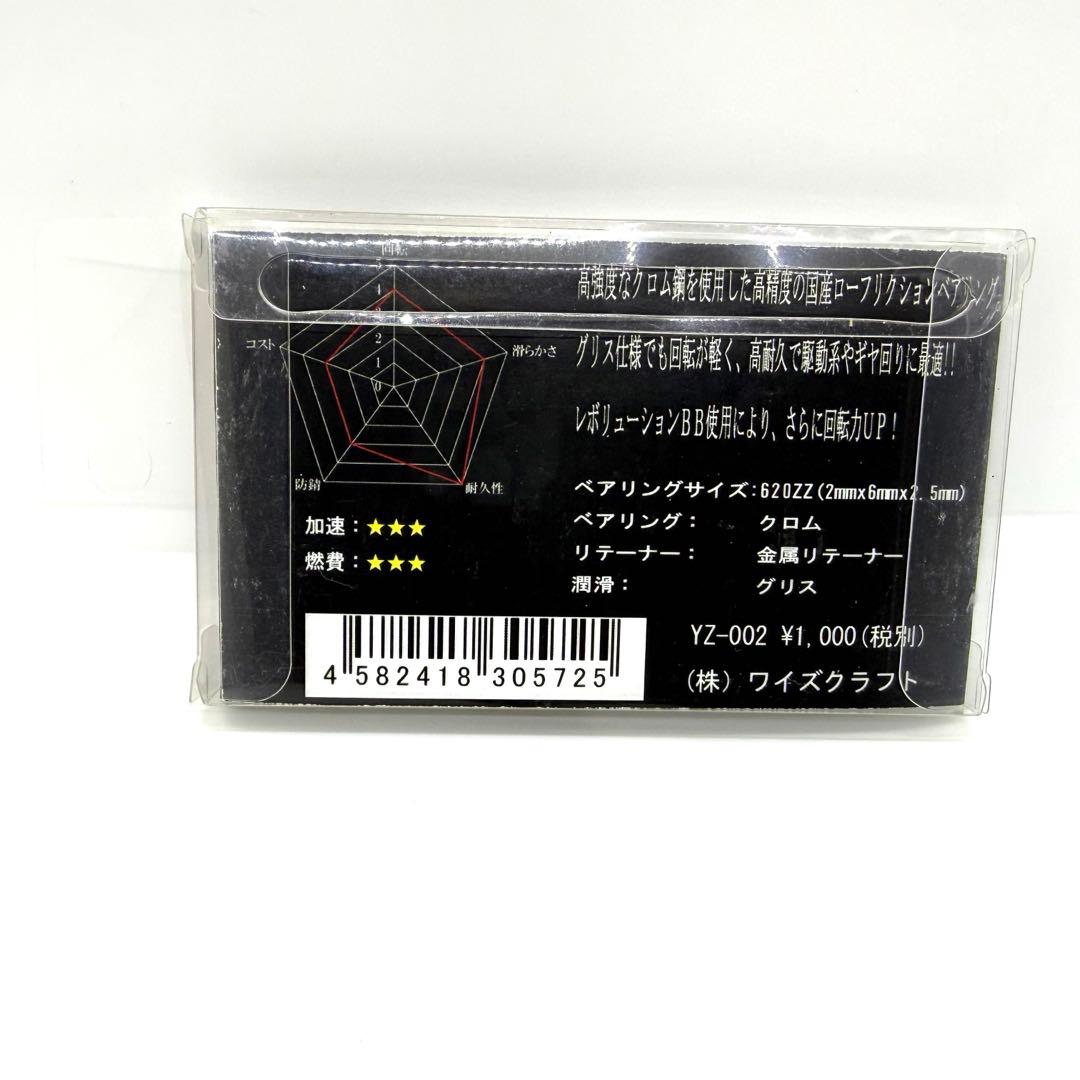 回転
5
4
3
2
1
0
コスト
滑らかさ
防錆
耐久性
加速：★★★
燃費：★★★
高強度なクロム鋼を使用した高精度の国産ローフリクションベアリング。
グリス仕様でも回転が軽く、高耐久で駆動系やギヤ回りに最適!!
レボリューションBB使用により、さらに回転力UP！
ベアリングサイズ:620ZZ(2mmx6mmx2.5mm)
ベアリング： クロム
リテーナー： 金属リテーナー
潤滑： グリス
YZ-002 ¥1,000(税別)
(株) ワイズクラフト
4 582418 305725